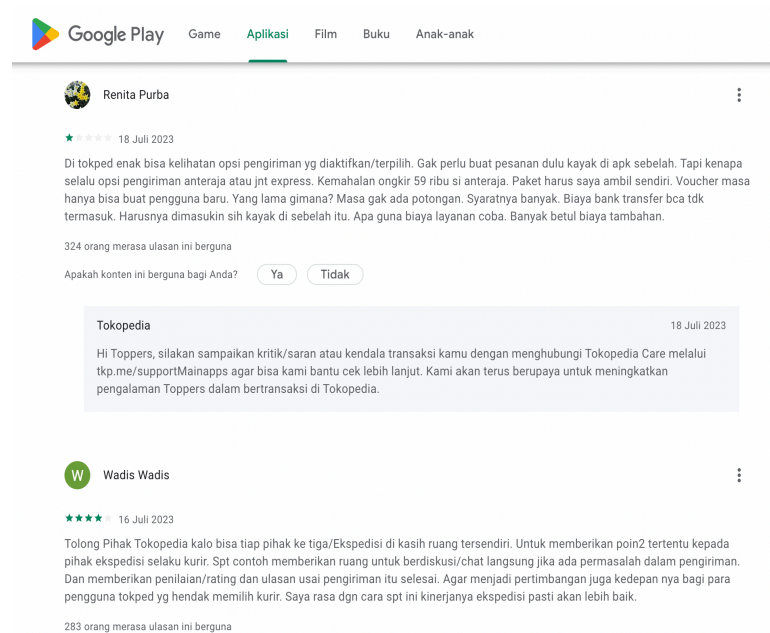 Google Play Game Aplikasi Film Buku Anak-anak
Renita Purba
18 Juli 2023
Di tokped enak bisa kelihatan opsi pengiriman yg diaktifkan/terpilih. Gak perlu buat pesanan dulu kayak di apk sebelah. Tapi kenapa
selalu opsi pengiriman anteraja atau jnt express. Kemahalan ongkir 59 ribu si anteraja. Paket harus saya ambil sendiri. Voucher masa
hanya bisa buat pengguna baru. Yang lama gimana? Masa gak ada potongan. Syaratnya banyak. Biaya bank transfer bca tdk
termasuk. Harusnya dimasukin sih kayak di sebelah itu. Apa guna biaya layanan coba. Banyak betul biaya tambahan.
324 orang merasa ulasan ini berguna
Apakah konten ini berguna bagi Anda? Ya Tidak
Tokopedia 18 Juli 2023
Hi Toppers, silakan sampaikan kritik/saran atau kendala transaksi kamu dengan menghubungi Tokopedia Care melalui
tkp.me/supportMainapps agar bisa kami bantu cek lebih lanjut. Kami akan terus berupaya untuk meningkatkan
pengalaman Toppers dalam bertransaksi di Tokopedia.
W Wadis Wadis
16 Juli 2023
Tolong Pihak Tokopedia kalo bisa tiap pihak ke tiga/Ekspedisi di kasih ruang tersendiri. Untuk memberikan poin2 tertentu kepada
pihak ekspedisi selaku kurir. Spt contoh memberikan ruang untuk berdiskusi/chat langsung jika ada permasalah dalam pengiriman.
Dan memberikan penilaian/rating dan ulasan usai pengiriman itu selesai. Agar menjadi pertimbangan juga kedepan nya bagi para
pengguna tokped yg hendak memilih kurir. Saya rasa dgn cara spt ini kinerjanya ekspedisi pasti akan lebih baik.
283 orang merasa ulasan ini berguna